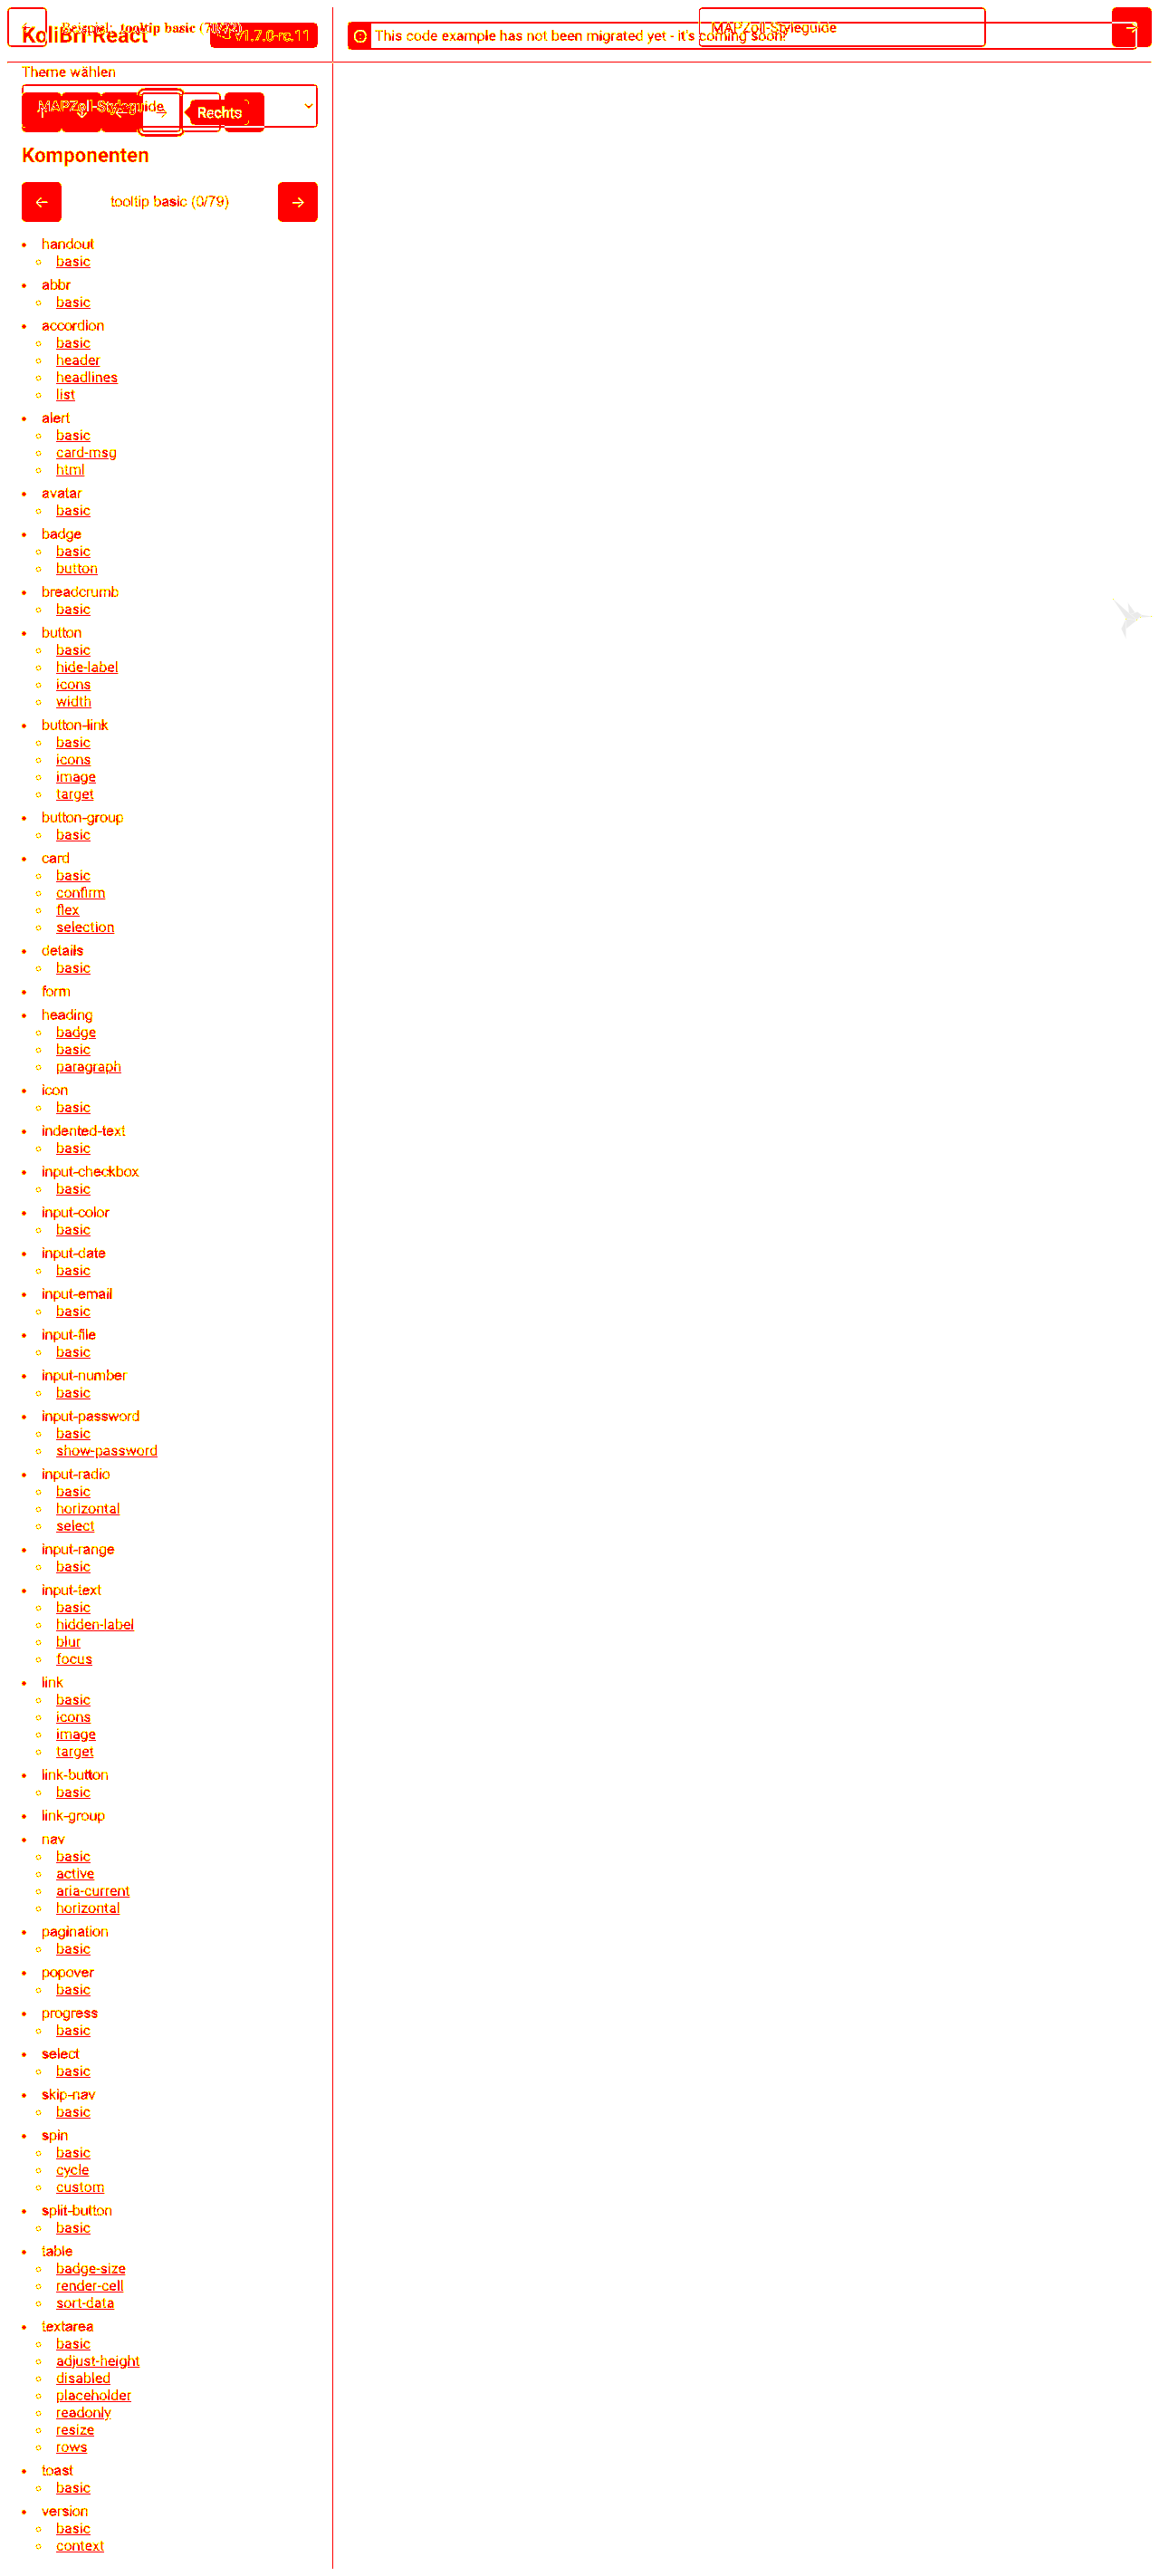 KoliBri React
v1.7.0-rc.11
This code example has not been migrated yet - it's coming soon!
MAPZoll-Styleguide
Theme wählen
MAPZoll-Styleguide
Rechts
Komponenten
tooltip basic (0/79)
handout
basic
abbr
basic
accordion
basic
header
headlines
list
alert
basic
card-msg
html
avatar
basic
badge
basic
button
breadcrumb
basic
button
basic
hide-label
icons
width
button-link
basic
icons
image
target
button-group
basic
card
basic
confirm
flex
selection
details
basic
form
heading
badge
basic
paragraph
icon
basic
indented-text
basic
input-checkbox
basic
input-color
basic
input-date
basic
input-email
basic
input-file
basic
input-number
basic
input-password
basic
show-password
input-radio
basic
horizontal
select
input-range
basic
input-text
basic
hidden-label
blur
focus
link
basic
icons
image
target
link-button
basic
link-group
nav
basic
active
aria-current
horizontal
pagination
basic
popover
basic
progress
basic
select
basic
skip-nav
basic
spin
basic
cycle
custom
split-button
basic
table
badge-size
render-cell
sort-data
textarea
basic
adjust-height
disabled
placeholder
readonly
resize
rows
toast
basic
version
basic
context